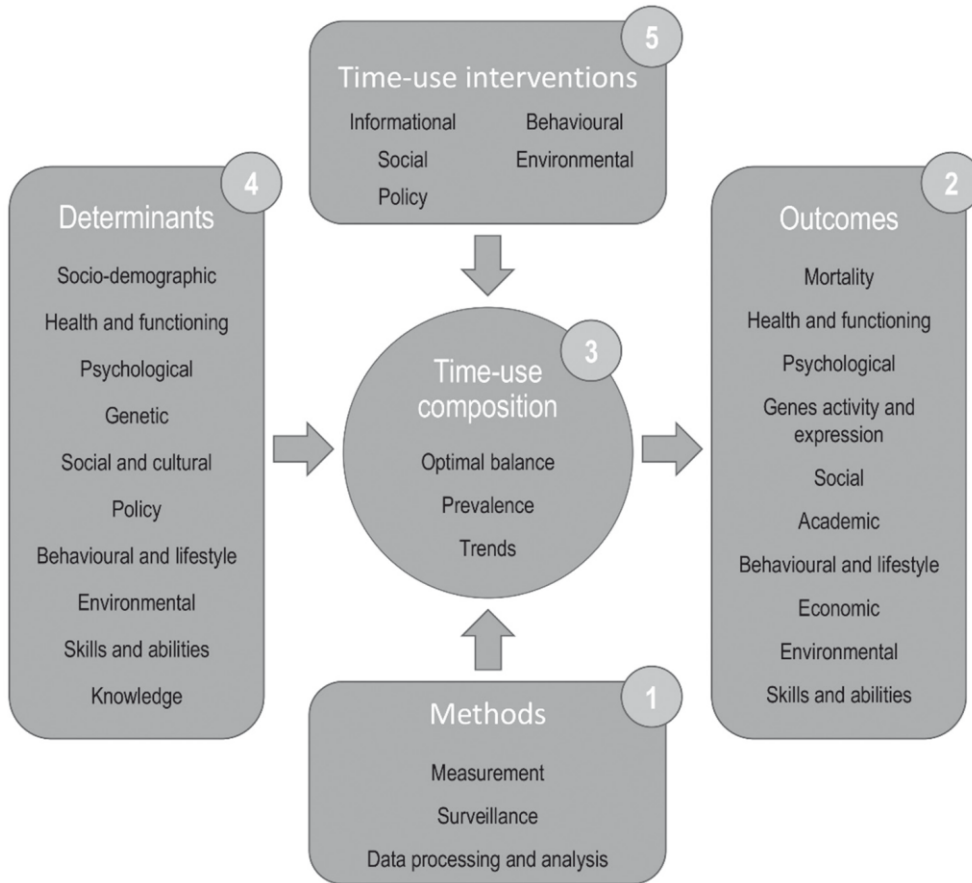 5
Time-use interventions
Informational Behavioural
Social Environmental
Policy
4
Determinants
Socio-demographic
Health and functioning
Psychological
Genetic
Social and cultural
Policy
Behavioural and lifestyle
Environmental
Skills and abilities
Knowledge
3
Time-use
composition
Optimal balance
Prevalence
Trends
2
Outcomes
Mortality
Health and functioning
Psychological
Genes activity and
expression
Social
Academic
Behavioural and lifestyle
Economic
Environmental
Skills and abilities
1
Methods
Measurement
Surveillance
Data processing and analysis